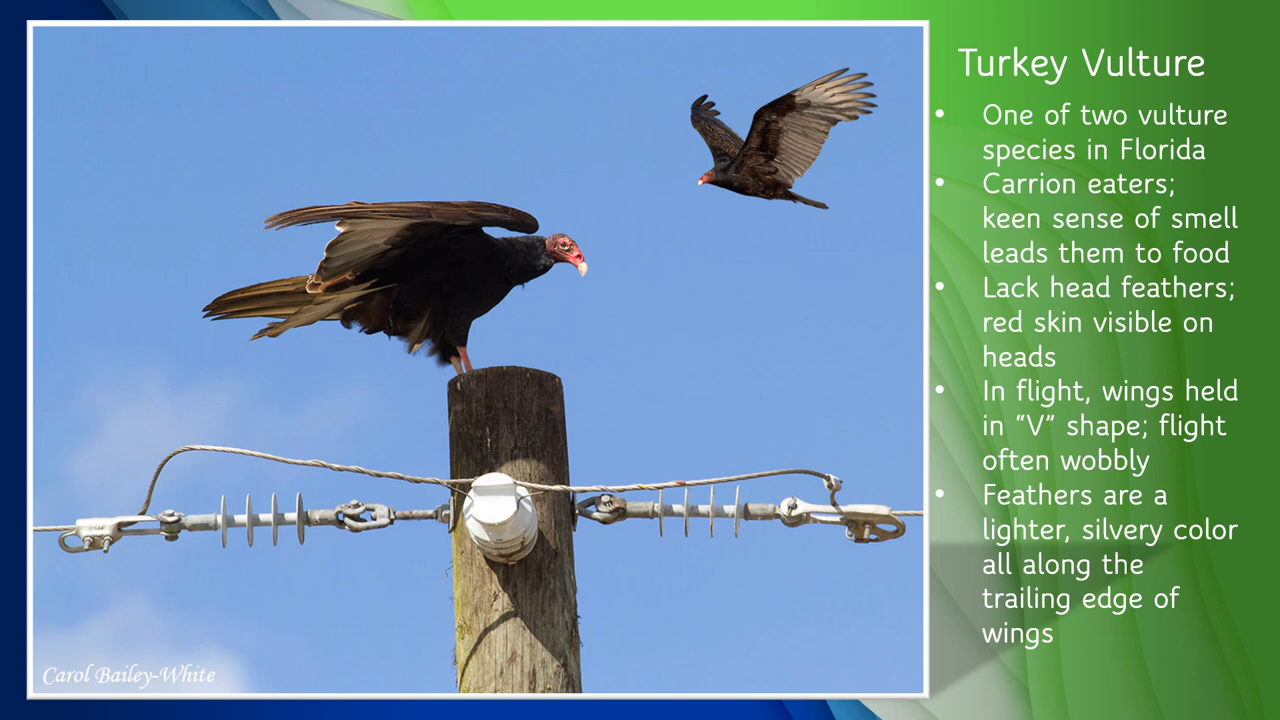 Turkey Vulture
• One of two vulture
species in Florida
• Carrion eaters;
keen sense of smell
leads them to food
• Lack head feathers;
red skin visible on
heads
• In flight, wings held
in “V” shape; flight
often wobbly
• Feathers are a
lighter, silvery color
all along the
trailing edge of
wings
Carol Bailey-White